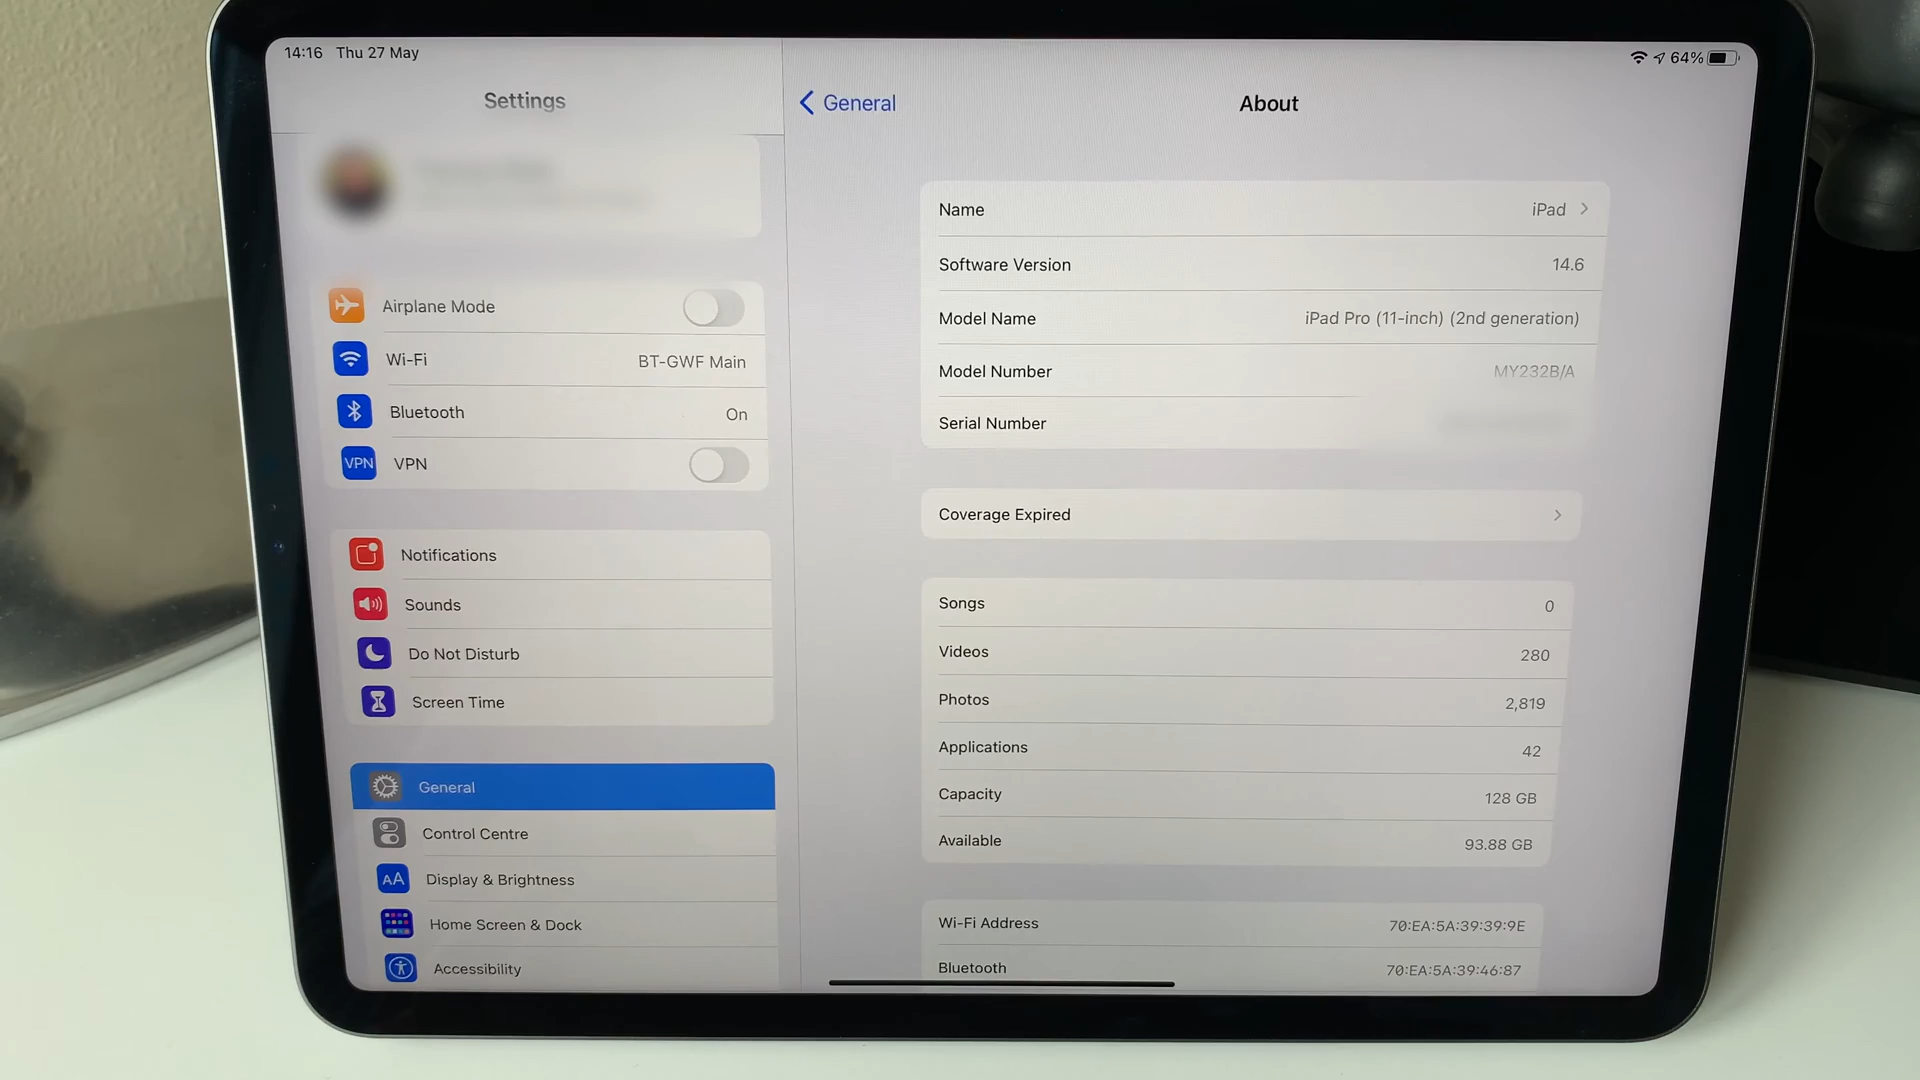 14:16 Thu 27 May
64%
Settings
General
About
Airplane Mode
Wi-Fi BT-GWF Main
Bluetooth On
VPN VPN
Notifications
Sounds
Do Not Disturb
Screen Time
General
Control Centre
AA Display & Brightness
Home Screen & Dock
Accessibility
Name iPad
Software Version 14.6
Model Name iPad Pro (11-inch) (2nd generation)
Model Number MY232B/A
Serial Number
Coverage Expired
Songs 0
Videos 280
Photos 2,819
Applications 42
Capacity 128 GB
Available 93.88 GB
Wi-Fi Address 70:EA:5A:39:39:9E
Bluetooth 70:EA:5A:39:46:87